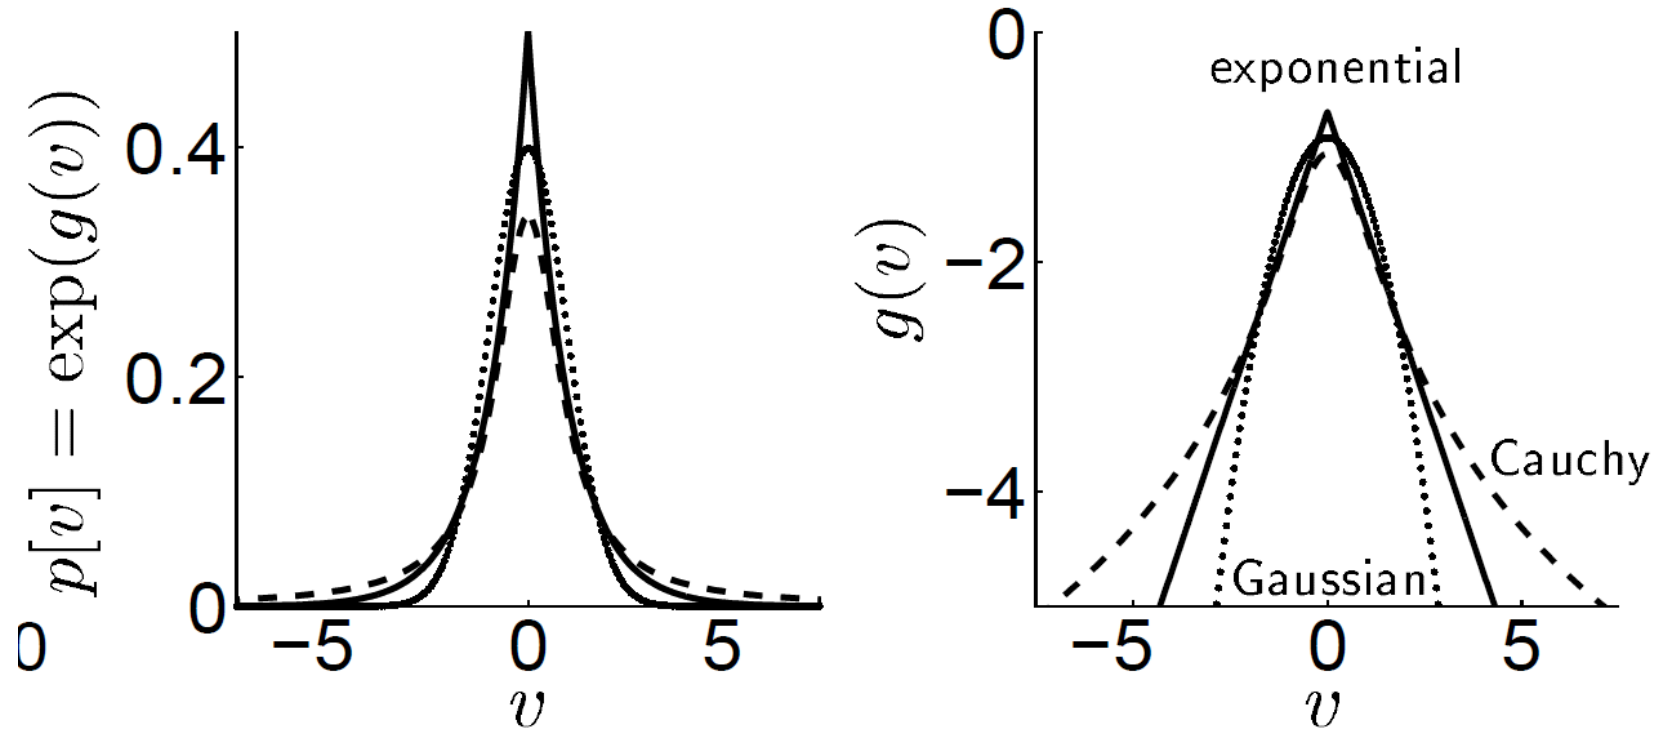 p[v] = exp(g(v))
0.4
0.2
0
0
−5 0 5
v
g(v)
0
−2
−4
exponential
Cauchy
Gaussian
−5 0 5
v